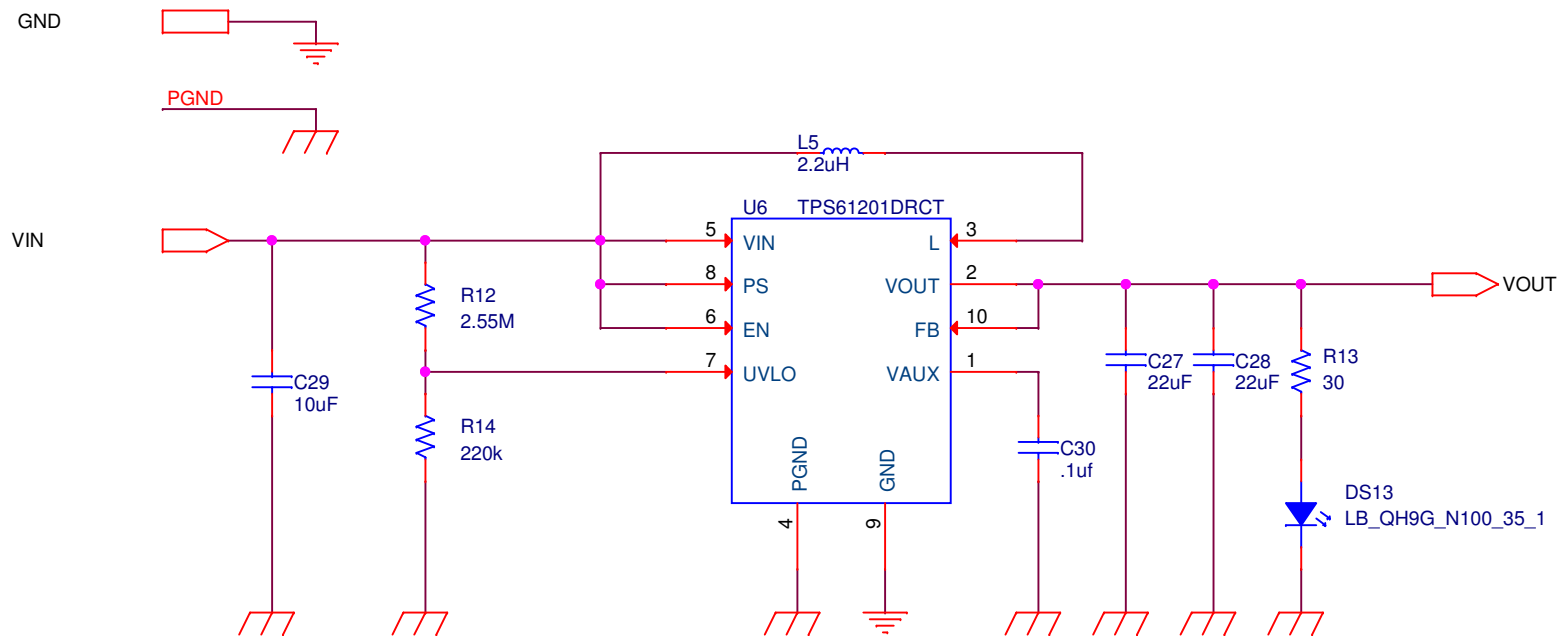 GND
PGND
L5
2.2uH
U6 TPS61201DRCT
VIN
5
VIN
3
L
8
PS
2
VOUT
VOUT
6
EN
10
FB
7
UVLO
1
VAUX
R12
2.55M
C29
10uF
R14
220k
PGND
GND
4
9
C30
.1uf
C27
22uF
C28
22uF
R13
30
DS13
LB_QH9G_N100_35_1